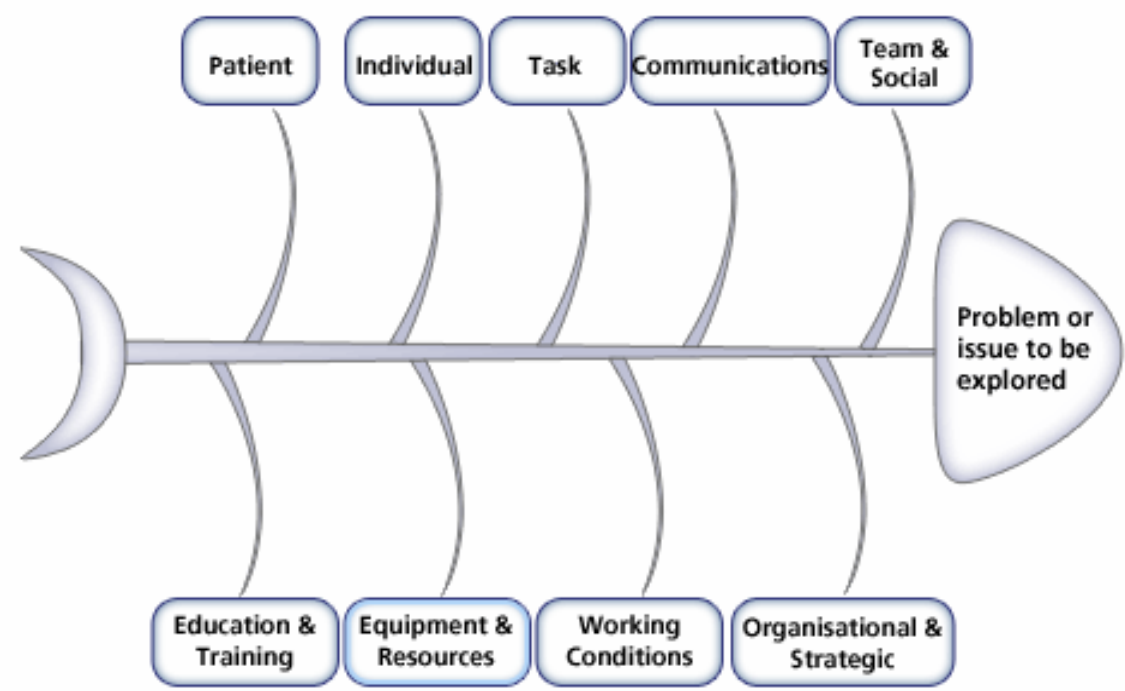 Patient
Individual
Task
Communications
Team &
Social
Problem or
issue to be
explored
Education &
Training
Equipment &
Resources
Working
Conditions
Organisational &
Strategic